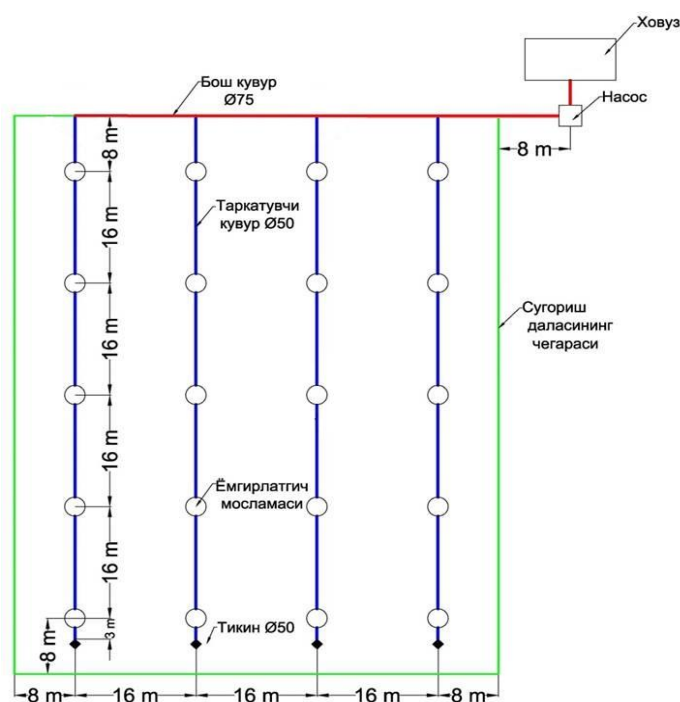 Ховуз
Бош кувур
Ø75
Насос
8 m
8 m
16 m
Таркатувчи
кувур Ø50
16 m
Сугориш
даласининг
чегараси
16 m
Ёмгирлатгич
мосламаси
16 m
3 m
Тикин Ø50
8 m
8 m
16 m
16 m
16 m
8 m